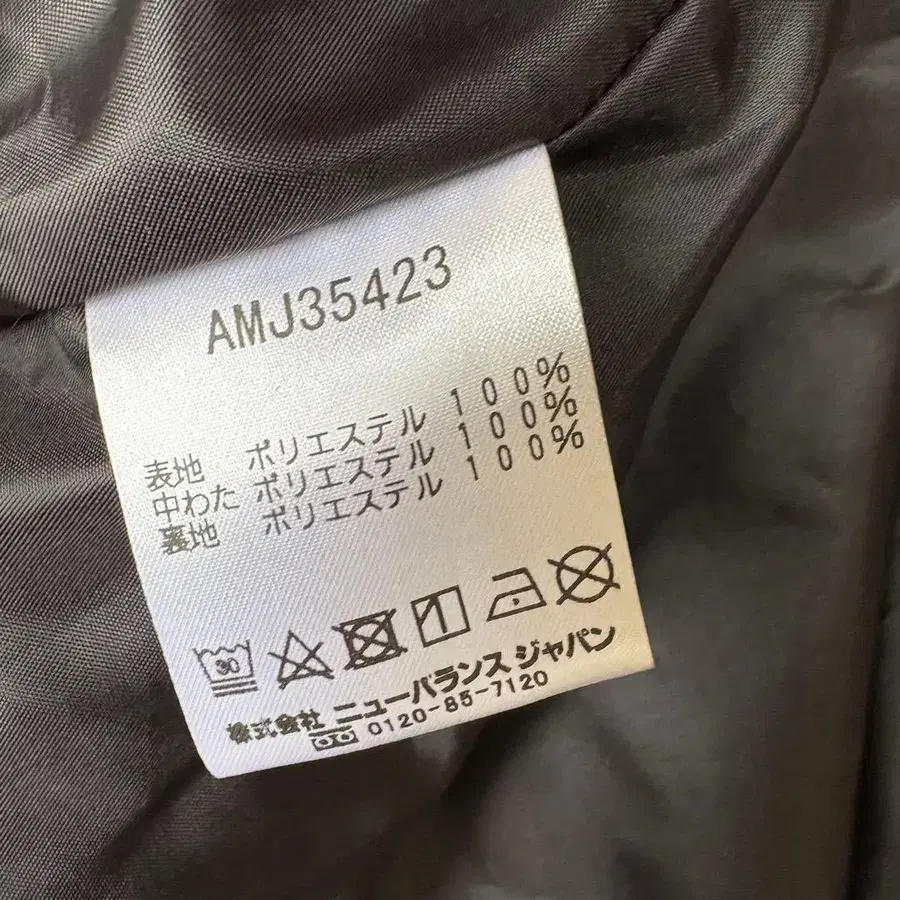 AMJ35423
表地 ポリエステル 100%
中わた ポリエステル 100%
裏地 ポリエステル 100%
30
株式会社 ニューバランス ジャパン
0120-85-7120